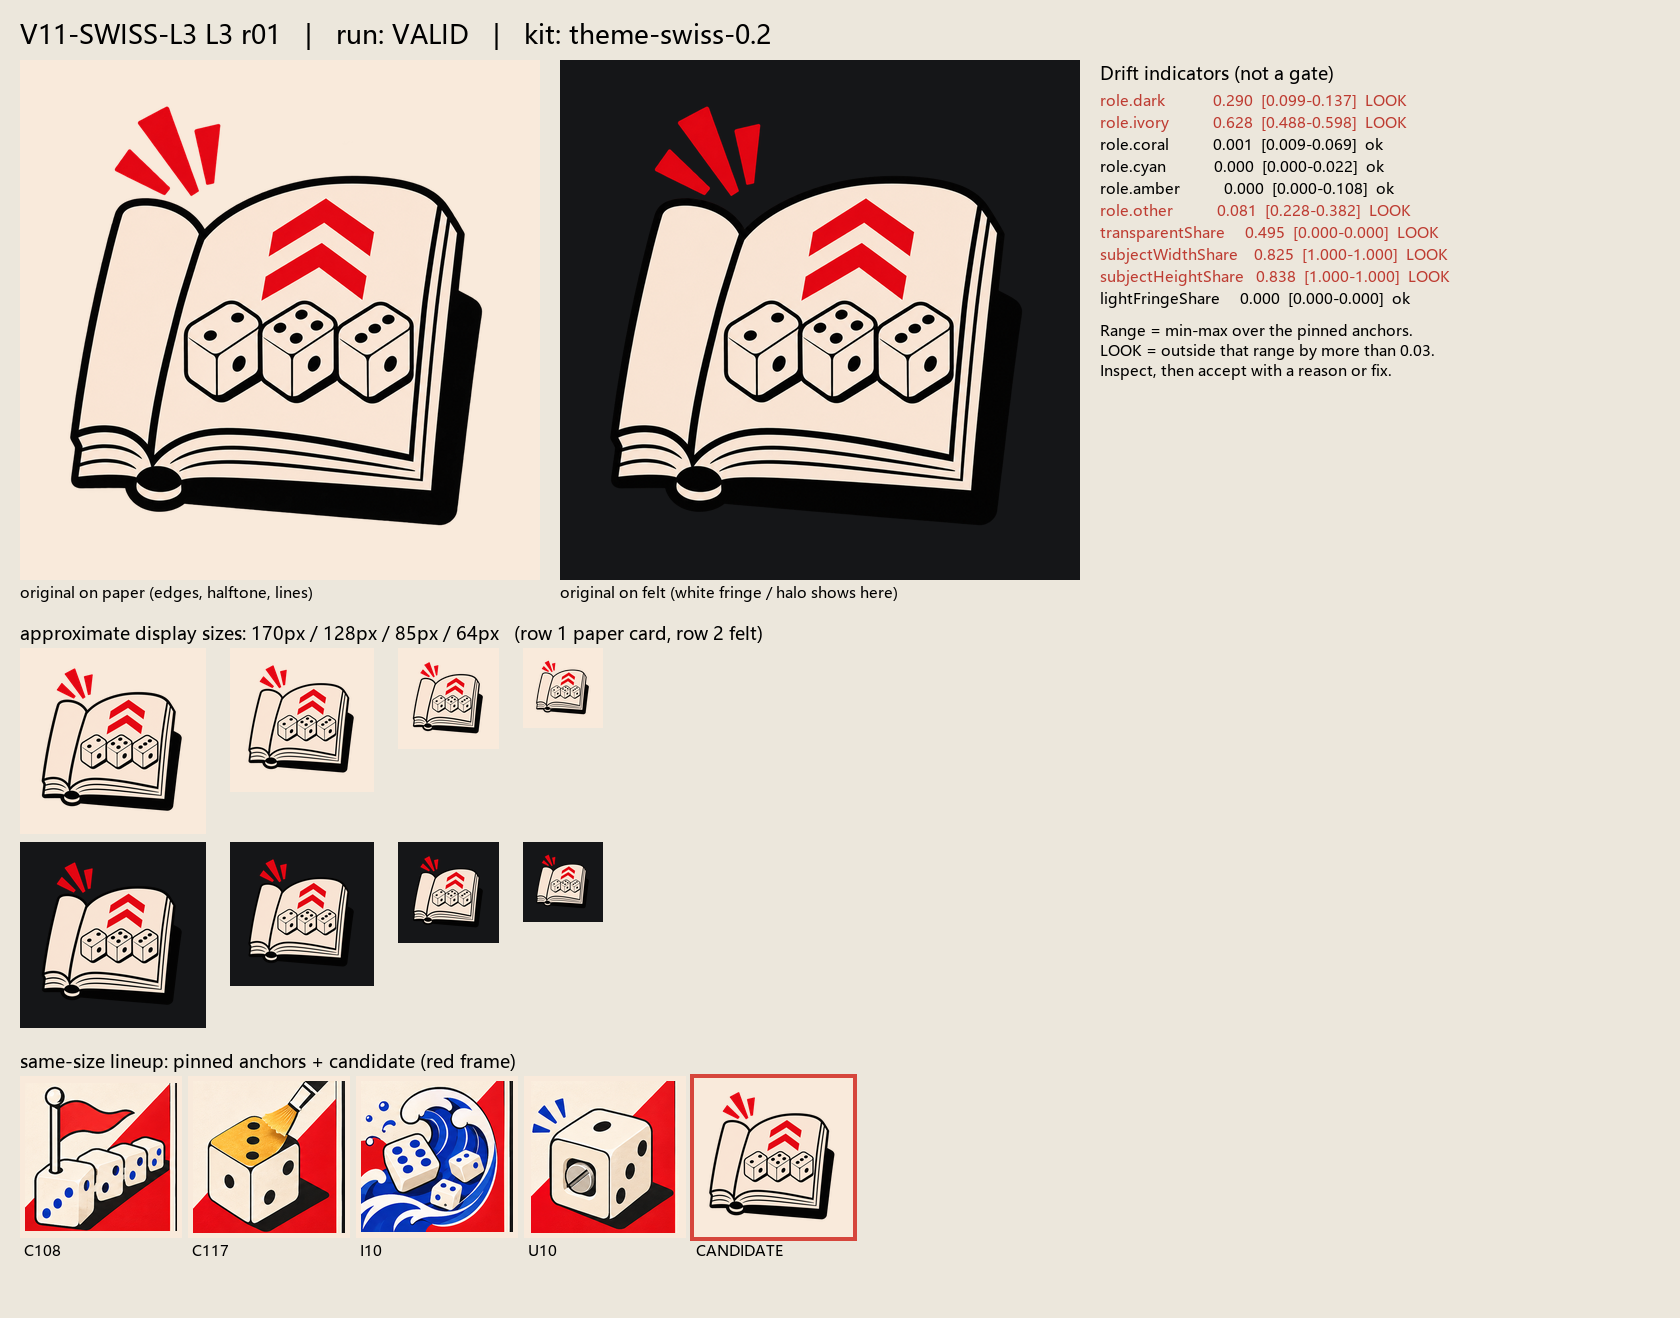 V11-SWISS-L3 L3 r01 | run: VALID | kit: theme-swiss-0.2
Drift indicators (not a gate)
role.dark 0.290 [0.099-0.137] LOOK
role.ivory 0.628 [0.488-0.598] LOOK
role.coral 0.001 [0.009-0.069] ok
role.cyan 0.000 [0.000-0.022] ok
role.amber 0.000 [0.000-0.108] ok
role.other 0.081 [0.228-0.382] LOOK
transparentShare 0.495 [0.000-0.000] LOOK
subjectWidthShare 0.825 [1.000-1.000] LOOK
subjectHeightShare 0.838 [1.000-1.000] LOOK
lightFringeShare 0.000 [0.000-0.000] ok
Range = min-max over the pinned anchors.
LOOK = outside that range by more than 0.03.
Inspect, then accept with a reason or fix.
original on paper (edges, halftone, lines)
original on felt (white fringe / halo shows here)
approximate display sizes: 170px / 128px / 85px / 64px (row 1 paper card, row 2 felt)
same-size lineup: pinned anchors + candidate (red frame)
C108
C117
I10
U10
CANDIDATE